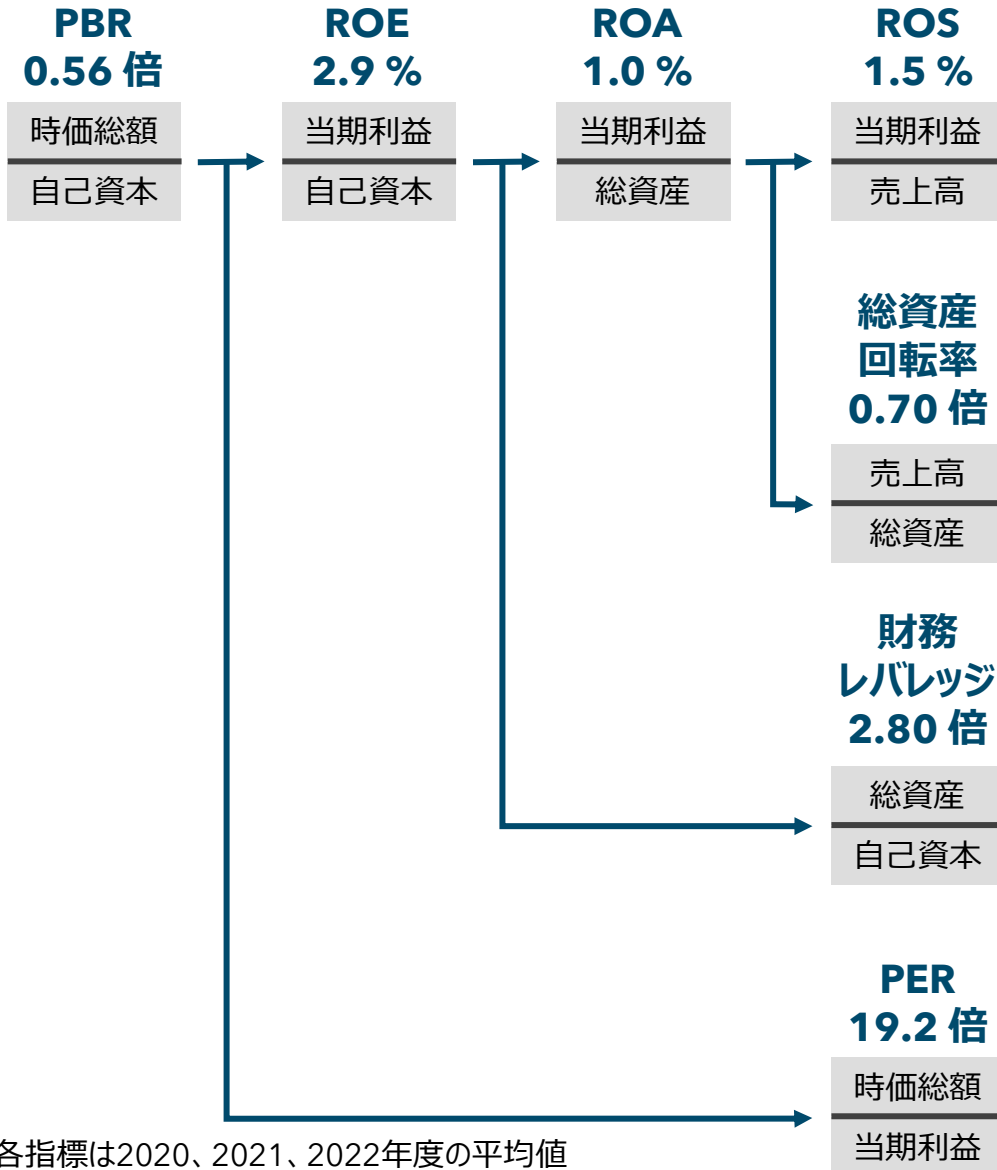 PBR
0.56 倍
時価総額
自己資本
ROE
2.9 %
当期利益
自己資本
ROA
1.0 %
当期利益
総資産
ROS
1.5 %
当期利益
売上高
総資産
回転率
0.70 倍
売上高
総資産
財務
レバレッジ
2.80 倍
総資産
自己資本
PER
19.2 倍
時価総額
当期利益
各指標は2020、2021、2022年度の平均値